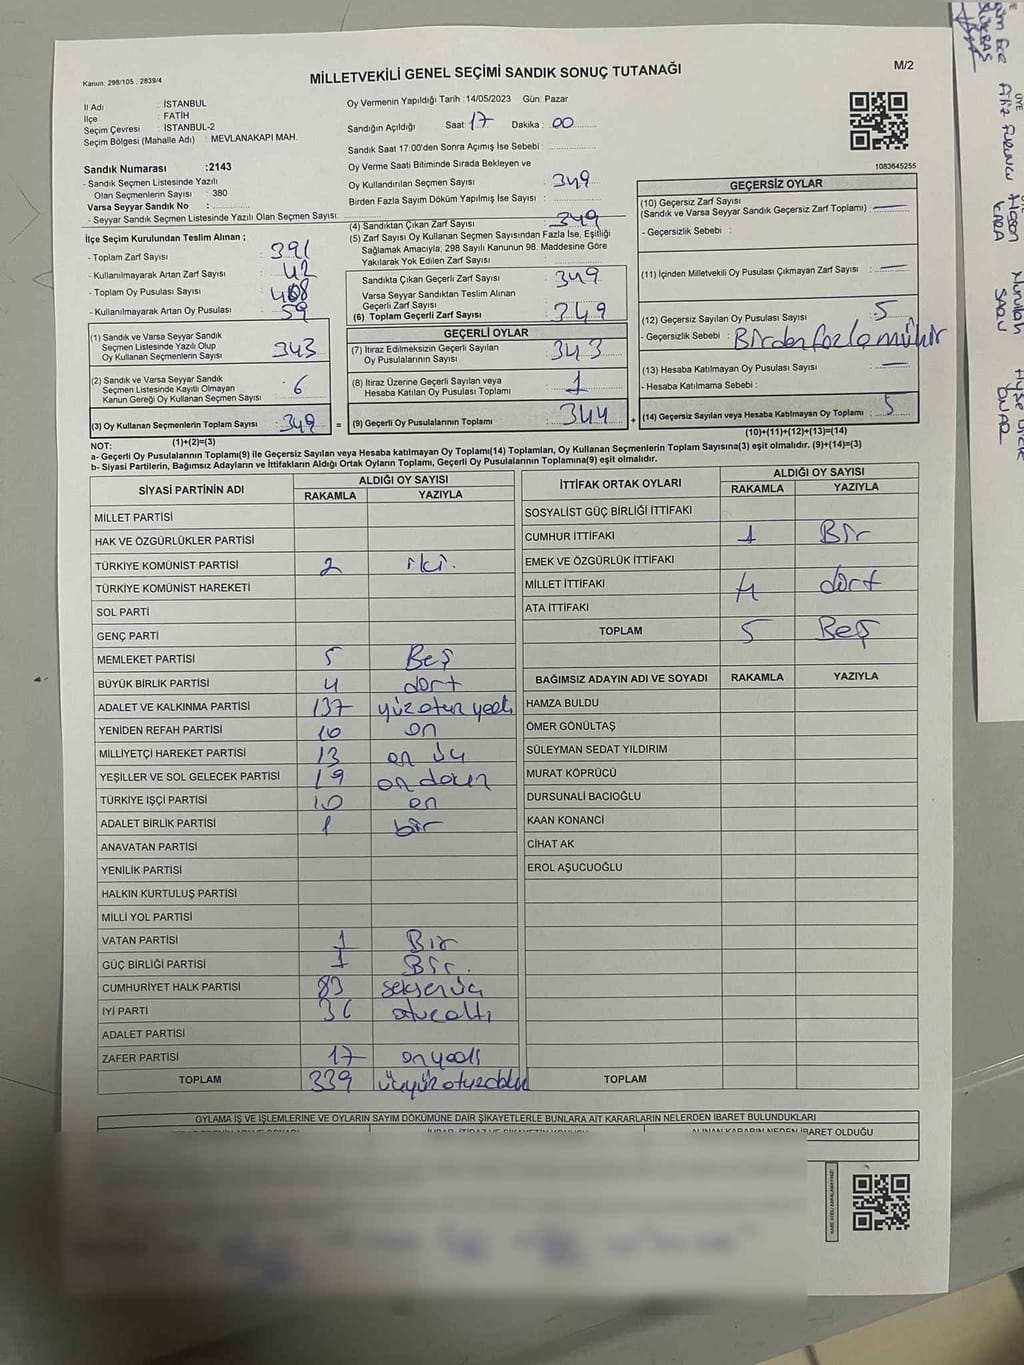 Kanun: 298/105 , 2839/4
MİLLETVEKİLİ GENEL SEÇİMİ SANDIK SONUÇ TUTANAĞI
M/2
İl Adı : İSTANBUL
İlçe : FATİH
Seçim Çevresi : İSTANBUL-2
Seçim Bölgesi (Mahalle Adı) : MEVLANAKAPI MAH.
Sandık Numarası :2143
- Sandık Seçmen Listesinde Yazılı
Olan Seçmenlerin Sayısı : 380
Varsa Seyyar Sandık No :
- Seyyar Sandık Seçmen Listesinde Yazılı Olan Seçmen Sayısı.
Oy Vermenin Yapıldığı Tarih :14/05/2023 Gün: Pazar
Sandığın Açıldığı Saat: 17 Dakika : 00
Sandık Saat 17:00'den Sonra Açımış İse Sebebi :
Oy Verme Saati Bitiminde Sırada Bekleyen ve
Oy Kullandırılan Seçmen Sayısı : 349
Birden Fazla Sayım Döküm Yapılmış İse Sayısı :
(4) Sandıktan Çıkan Zarf Sayısı : 349
(5) Zarf Sayısı Oy Kullanan Seçmen Sayısından Fazla İse, Eşitliği
Sağlamak Amacıyla; 298 Sayılı Kanunun 98. Maddesine Göre
Yakılarak Yok Edilen Zarf Sayısı :
1083645255
İlçe Seçim Kurulundan Teslim Alınan ;
- Toplam Zarf Sayısı : 391
- Kullanılmayarak Artan Zarf Sayısı : 42
- Toplam Oy Pusulası Sayısı : 408
- Kullanılmayarak Artan Oy Pusulası : 59
Sandıkta Çıkan Geçerli Zarf Sayısı : 349
Varsa Seyyar Sandıktan Teslim Alınan
Geçerli Zarf Sayısı :
(6) Toplam Geçerli Zarf Sayısı : 349
(1) Sandık ve Varsa Seyyar Sandık
Seçmen Listesinde Yazılı Olup
Oy Kullanan Seçmenlerin Sayısı : 343
(2) Sandık ve Varsa Seyyar Sandık
Seçmen Listesinde Kayıtlı Olmayan
Kanun Gereği Oy Kullanan Seçmen Sayısı : 6
(3) Oy Kullanan Seçmenlerin Toplam Sayısı : 349
(1)+(2)=(3)
GEÇERLİ OYLAR
(7) İtiraz Edilmeksizin Geçerli Sayılan
Oy Pusulalarının Sayısı : 343
(8) İtiraz Üzerine Geçerli Sayılan veya
Hesaba Katılan Oy Pusulası Toplamı : 1
= (9) Geçerli Oy Pusulalarının Toplamı : 344
GEÇERSİZ OYLAR
(10) Geçersiz Zarf Sayısı
(Sandık ve Varsa Seyyar Sandık Geçersiz Zarf Toplamı) : —
- Geçersizlik Sebebi :
(11) İçinden Milletvekili Oy Pusulası Çıkmayan Zarf Sayısı : —
(12) Geçersiz Sayılan Oy Pusulası Sayısı : 5
- Geçersizlik Sebebi : Birden fazla mühür
(13) Hesaba Katılmayan Oy Pusulası Sayısı : —
- Hesaba Katılmama Sebebi :
+ (14) Geçersiz Sayılan veya Hesaba Katılmayan Oy Toplamı : 5
(10)+(11)+(12)+(13)=(14)
NOT:
a- Geçerli Oy Pusulalarının Toplamı(9) ile Geçersiz Sayılan veya Hesaba katılmayan Oy Toplamı(14) Toplamları, Oy Kullanan Seçmenlerin Toplam Sayısına(3) eşit olmalıdır. (9)+(14)=(3)
b- Siyasi Partilerin, Bağımsız Adayların ve İttifakların Aldığı Ortak Oyların Toplamı, Geçerli Oy Pusulalarının Toplamına(9) eşit olmalıdır.
SİYASİ PARTİNİN ADI
ALDIĞI OY SAYISI
RAKAMLA YAZIYLA
MİLLET PARTİSİ
HAK VE ÖZGÜRLÜKLER PARTİSİ
TÜRKİYE KOMÜNİST PARTİSİ 2 iki.
TÜRKİYE KOMÜNİST HAREKETİ
SOL PARTİ
GENÇ PARTİ
MEMLEKET PARTİSİ 5 Beş
BÜYÜK BİRLİK PARTİSİ 4 dört
ADALET VE KALKINMA PARTİSİ 137 yüz otuz yedi
YENİDEN REFAH PARTİSİ 10 on
MİLLİYETÇİ HAREKET PARTİSİ 13 on üç
YEŞİLLER VE SOL GELECEK PARTİSİ 19 on dokuz
TÜRKİYE İŞÇİ PARTİSİ 10 on
ADALET BİRLİK PARTİSİ 1 bir
ANAVATAN PARTİSİ
YENİLİK PARTİSİ
HALKIN KURTULUŞ PARTİSİ
MİLLİ YOL PARTİSİ
VATAN PARTİSİ 1 Bir
GÜÇ BİRLİĞİ PARTİSİ 1 Bir.
CUMHURİYET HALK PARTİSİ 83 seksen üç
İYİ PARTİ 36 otuz altı
ADALET PARTİSİ
ZAFER PARTİSİ 17 on yedi
TOPLAM 339
İTTİFAK ORTAK OYLARI
ALDIĞI OY SAYISI
RAKAMLA YAZIYLA
SOSYALİST GÜÇ BİRLİĞİ İTTİFAKI
CUMHUR İTTİFAKI 1 Bir
EMEK VE ÖZGÜRLÜK İTTİFAKI
MİLLET İTTİFAKI 4 dört
ATA İTTİFAKI
TOPLAM 5 Beş
BAĞIMSIZ ADAYIN ADI VE SOYADI RAKAMLA YAZIYLA
HAMZA BULDU
ÖMER GÖNÜLTAŞ
SÜLEYMAN SEDAT YILDIRIM
MURAT KÖPRÜCÜ
DURSUNALİ BACIOĞLU
KAAN KONANCİ
CİHAT AK
EROL AŞUCUOĞLU
TOPLAM
OYLAMA İŞ VE İŞLEMLERİNE VE OYLARIN SAYIM DÖKÜMÜNE DAİR ŞİKAYETLERLE BUNLARA AİT KARARLARIN NELERDEN İBARET BULUNDUKLARI
ALINAN KARARIN NEDEN İBARET OLDUĞU
ÜYE
Filiz FURUNCU
Hasan KARA